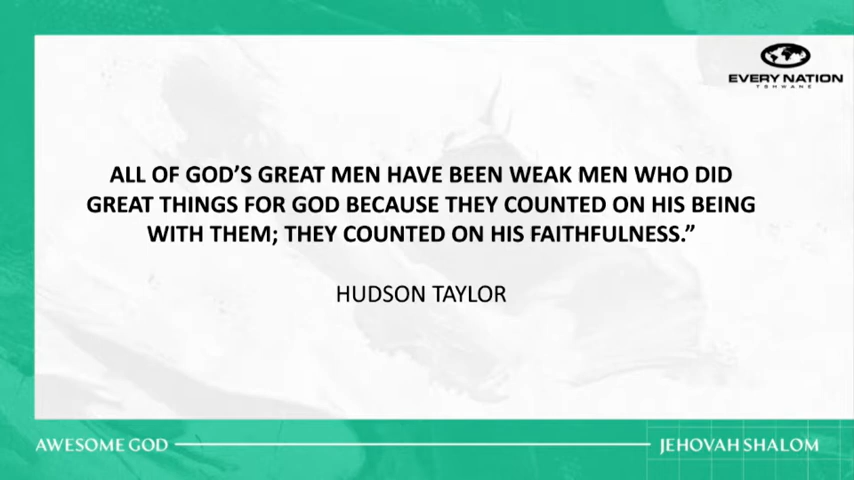 EVERY NATION
TSHWANE
ALL OF GOD’S GREAT MEN HAVE BEEN WEAK MEN WHO DID
GREAT THINGS FOR GOD BECAUSE THEY COUNTED ON HIS BEING
WITH THEM; THEY COUNTED ON HIS FAITHFULNESS.”
HUDSON TAYLOR
AWESOME GOD
JEHOVAH SHALOM